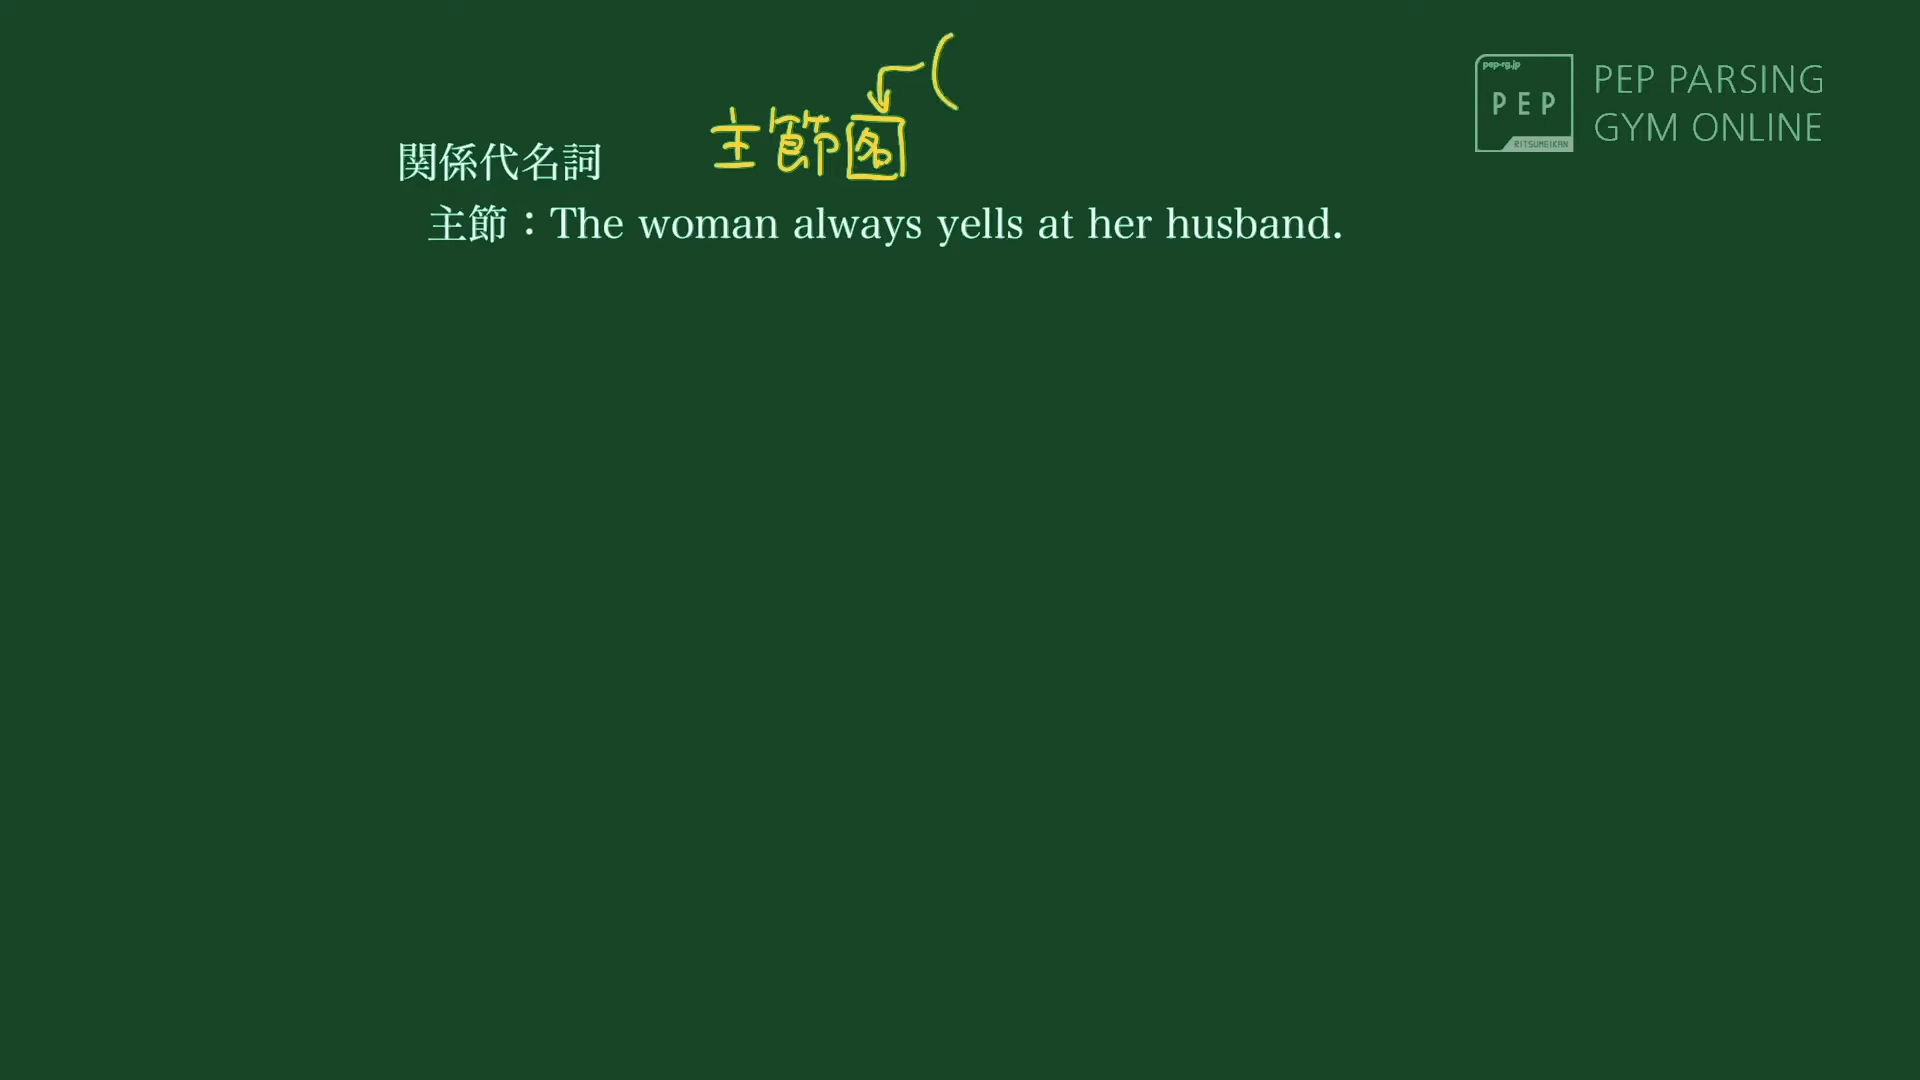 主節名
関係代名詞
主節：The woman always yells at her husband.
pep-rg.jp
PEP
RITSUMEIKAN
PEP PARSING
GYM ONLINE